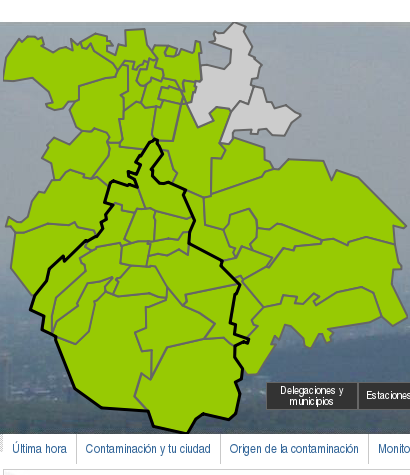 Delegaciones y
municipios
Estaciones
Última hora
Contaminación y tu ciudad
Origen de la contaminación
Monito